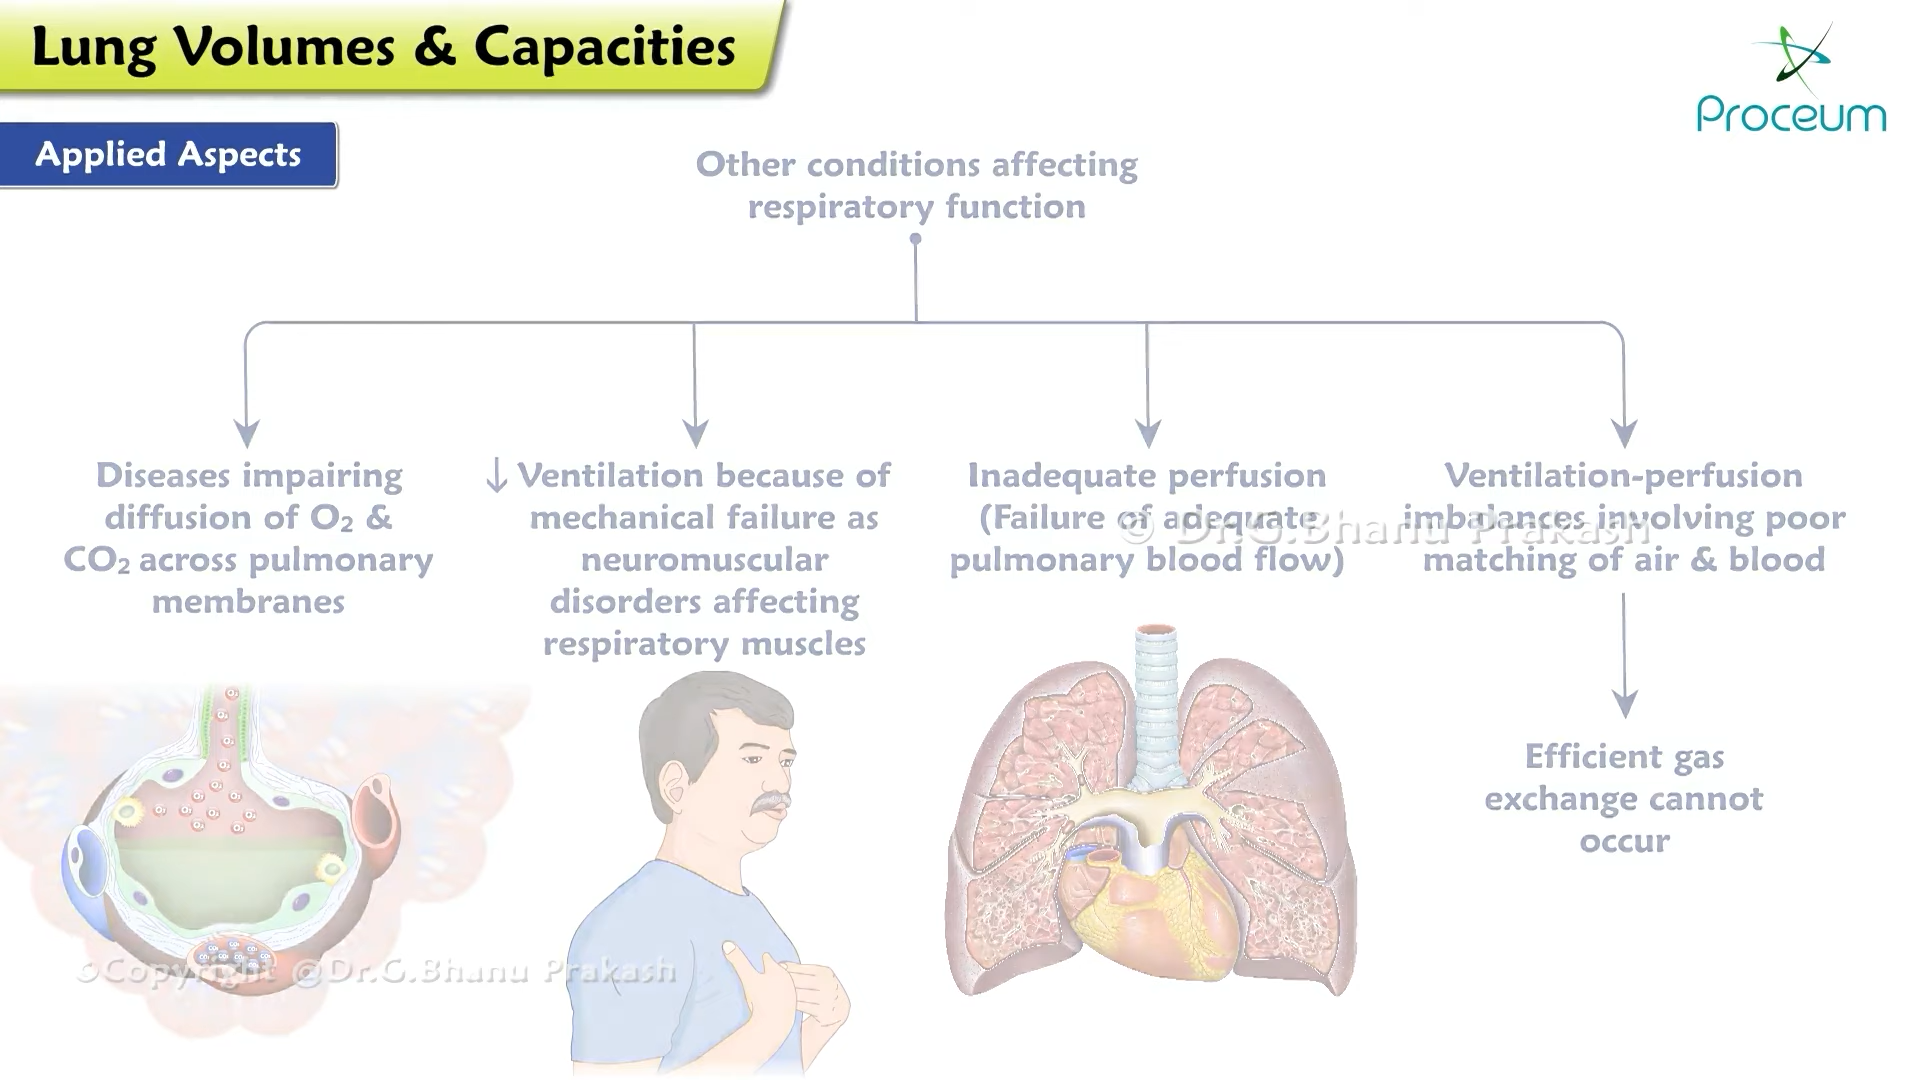 Lung Volumes & Capacities
Proceum
Applied Aspects
Other conditions affecting
respiratory function
Diseases impairing
diffusion of O₂ &
CO₂ across pulmonary
membranes
↓ Ventilation because of
mechanical failure as
neuromuscular
disorders affecting
respiratory muscles
Inadequate perfusion
(Failure of adequate
pulmonary blood flow)
Ventilation-perfusion
imbalances involving poor
matching of air & blood
Efficient gas
exchange cannot
occur
© Dr.G.Bhanu Prakash
©Copyright @Dr.G.Bhanu Prakash